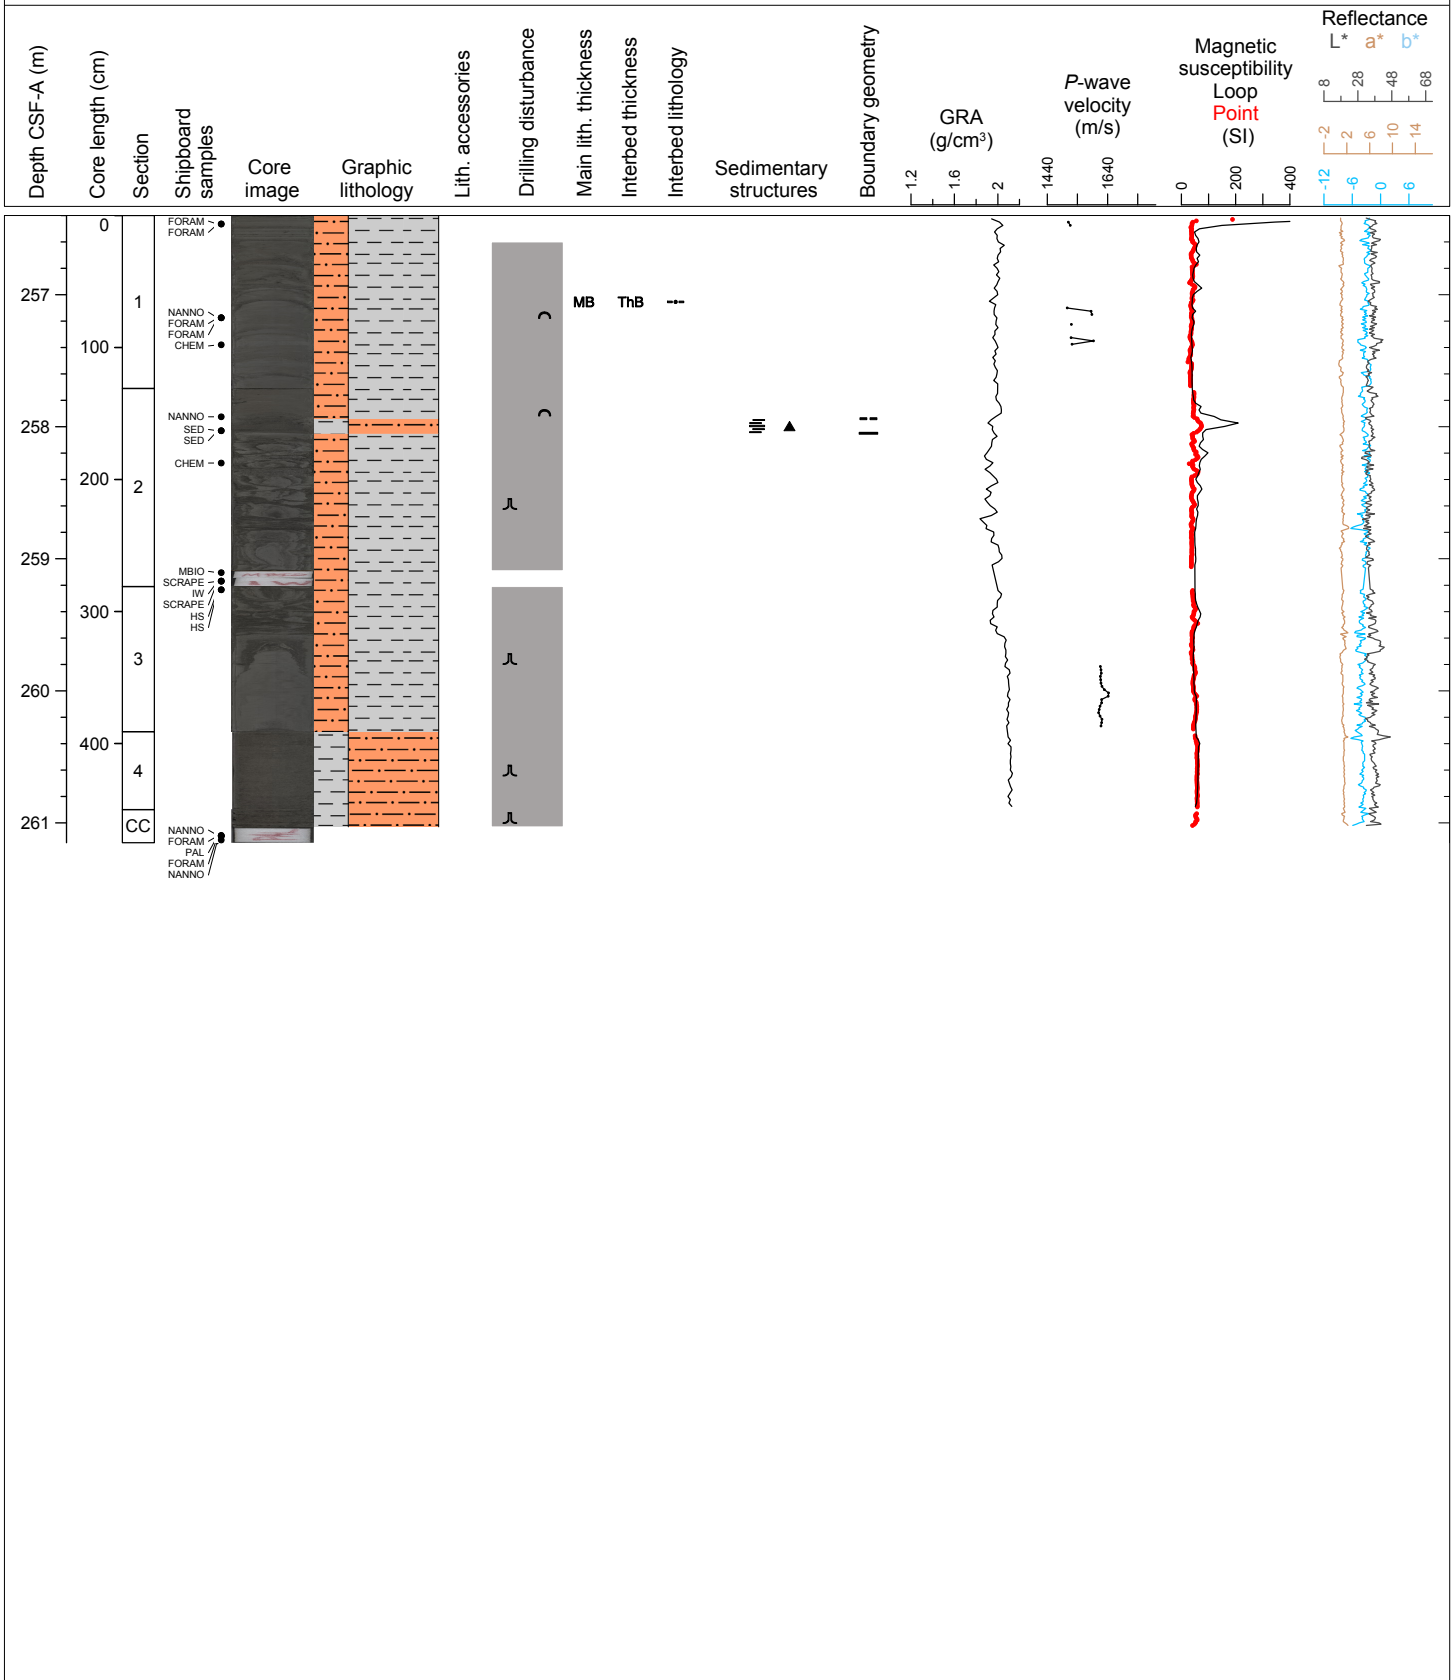 Depth CSF-A (m)
Core length (cm)
Section
Shipboard
samples
Core
image
Graphic
lithology
Lith. accessories
Drilling disturbance
Main lith. thickness
Interbed thickness
Interbed lithology
Sedimentary
structures
Boundary geometry
GRA
(g/cm³)
1.2 1.6 2
P-wave
velocity
(m/s)
1440 1640
Magnetic
susceptibility
Loop
Point
(SI)
0 200 400
Reflectance
L* a* b*
8 28 48 68
-2 2 6 10 14
-12 -6 0 6
257
258
259
260
261
0
100
200
300
400
1
2
3
4
CC
FORAM
FORAM
NANNO
FORAM
FORAM
CHEM
NANNO
SED
SED
CHEM
MBIO
SCRAPE
IW
SCRAPE
HS
HS
NANNO
FORAM
PAL
FORAM
NANNO
MB ThB